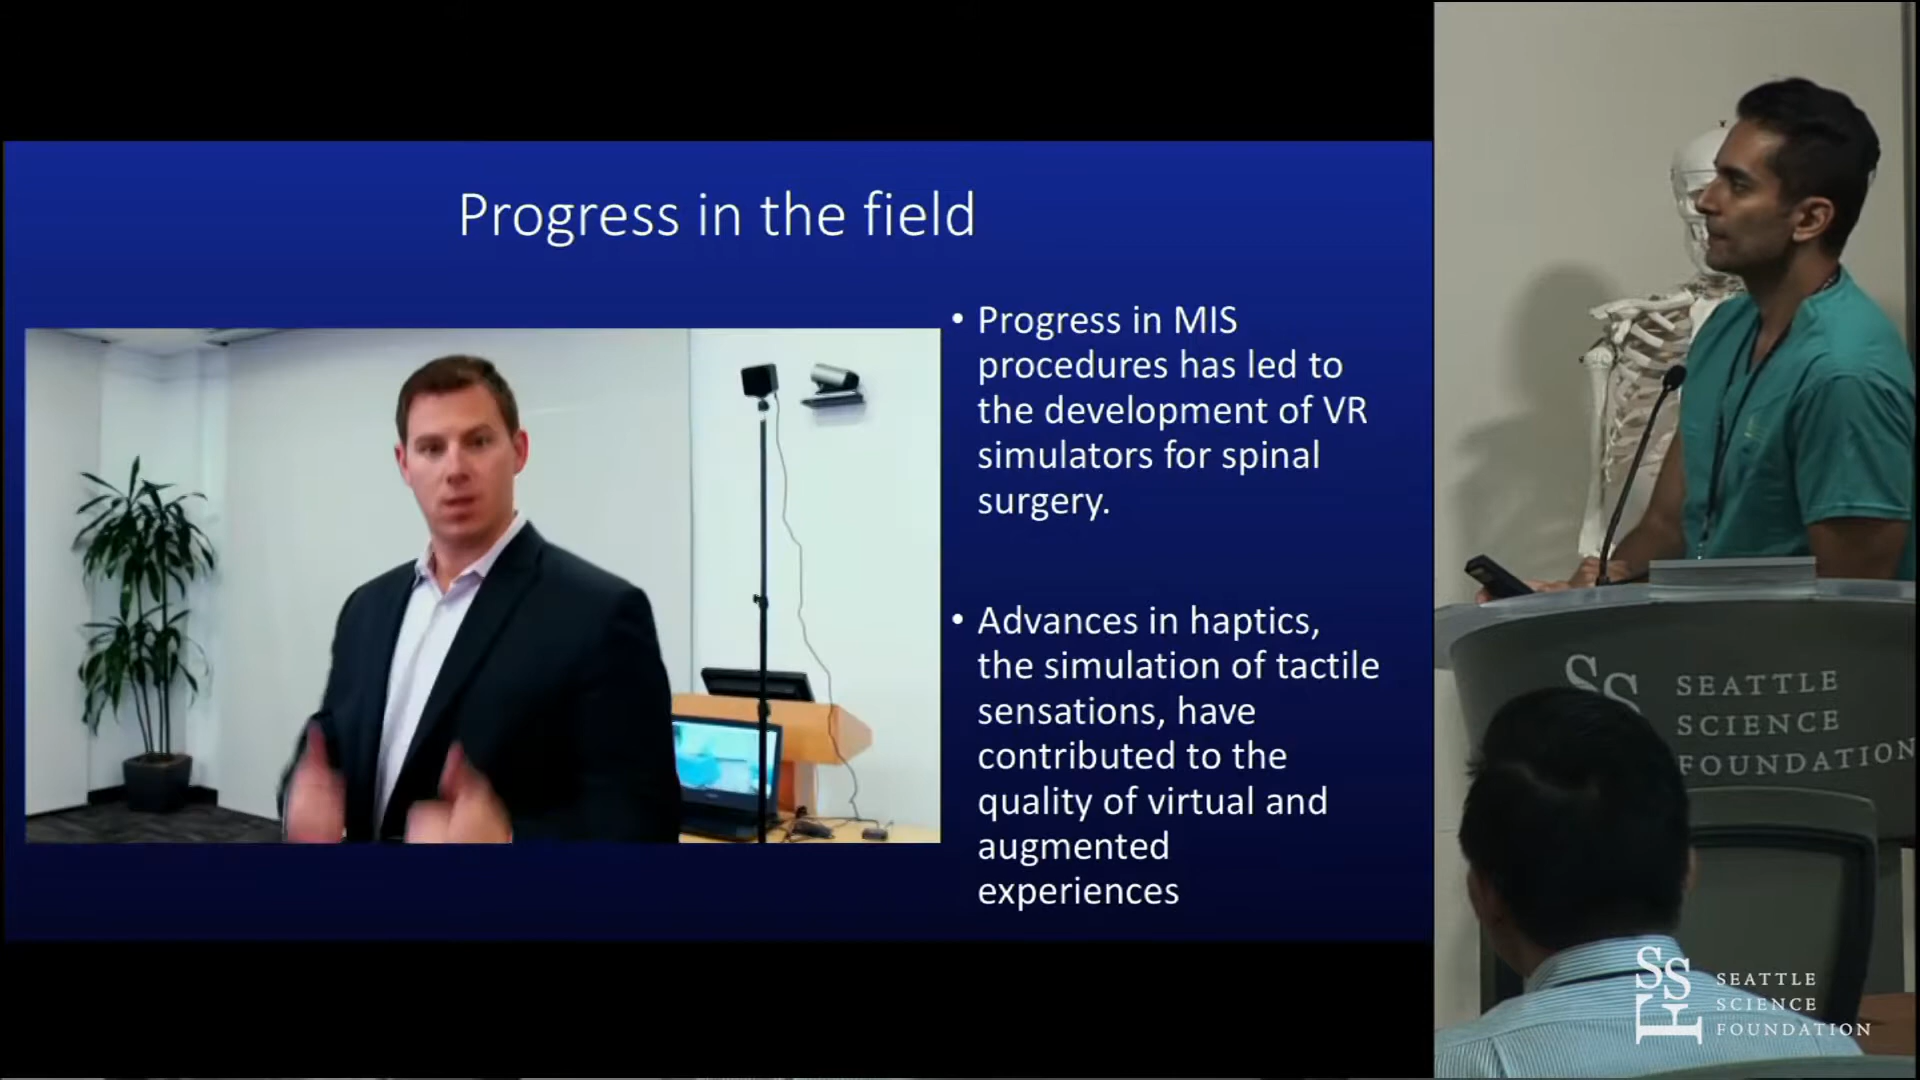 Progress in the field
• Progress in MIS
procedures has led to
the development of VR
simulators for spinal
surgery.
• Advances in haptics,
the simulation of tactile
sensations, have
contributed to the
quality of virtual and
augmented
experiences
SS
SEATTLE
SCIENCE
FOUNDATION
SSF
SEATTLE
SCIENCE
FOUNDATION